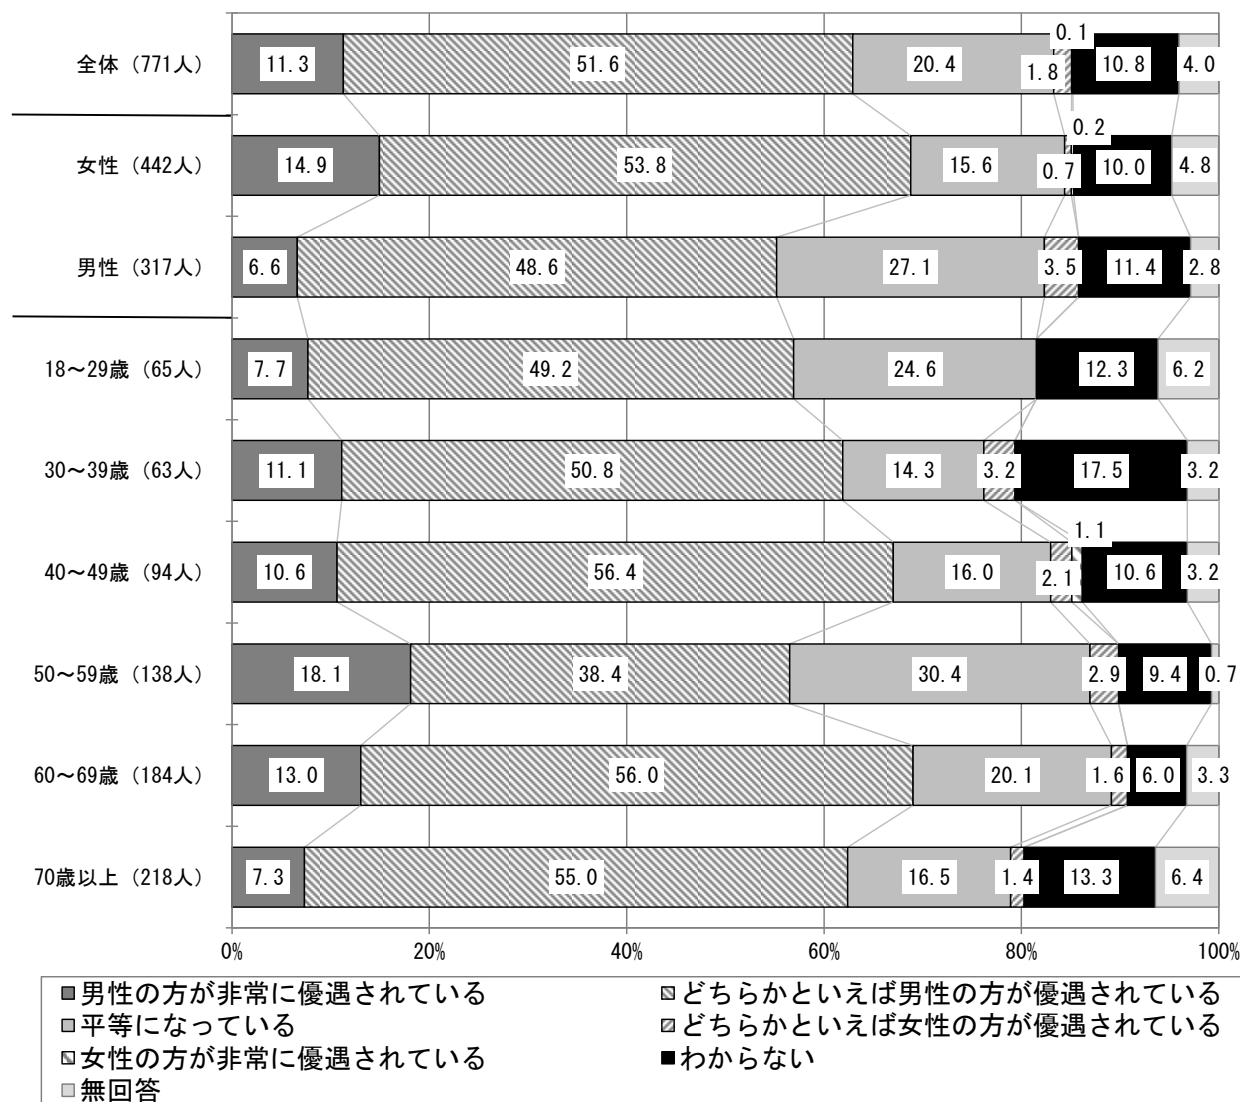 0.1
全体（771人） 11.3 51.6 20.4 1.8 10.8 4.0
0.2
女性（442人） 14.9 53.8 15.6 0.7 10.0 4.8
男性（317人） 6.6 48.6 27.1 3.5 11.4 2.8
18～29歳（65人） 7.7 49.2 24.6 12.3 6.2
30～39歳（63人） 11.1 50.8 14.3 3.2 17.5 3.2
1.1
40～49歳（94人） 10.6 56.4 16.0 2.1 10.6 3.2
50～59歳（138人） 18.1 38.4 30.4 2.9 9.4 0.7
60～69歳（184人） 13.0 56.0 20.1 1.6 6.0 3.3
70歳以上（218人） 7.3 55.0 16.5 1.4 13.3 6.4
0% 20% 40% 60% 80% 100%
男性の方が非常に優遇されている どちらかといえば男性の方が優遇されている
平等になっている どちらかといえば女性の方が優遇されている
女性の方が非常に優遇されている わからない
無回答